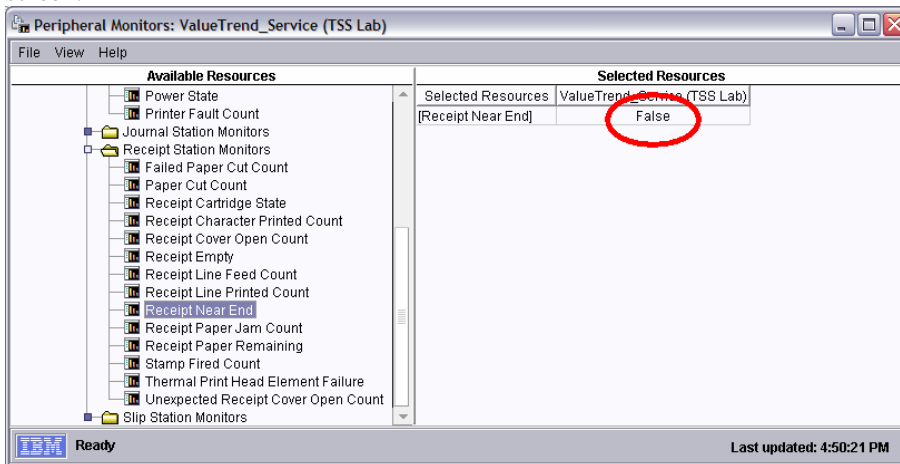 Peripheral Monitors: ValueTrend_Service (TSS Lab)
File View Help
Available Resources
Power State
Printer Fault Count
Journal Station Monitors
Receipt Station Monitors
Failed Paper Cut Count
Paper Cut Count
Receipt Cartridge State
Receipt Character Printed Count
Receipt Cover Open Count
Receipt Empty
Receipt Line Feed Count
Receipt Line Printed Count
Receipt Near End
Receipt Paper Jam Count
Receipt Paper Remaining
Stamp Fired Count
Thermal Print Head Element Failure
Unexpected Receipt Cover Open Count
Slip Station Monitors
Selected Resources
Selected Resources ValueTrend_Service (TSS Lab)
[Receipt Near End] False
IBM Ready Last updated: 4:50:21 PM